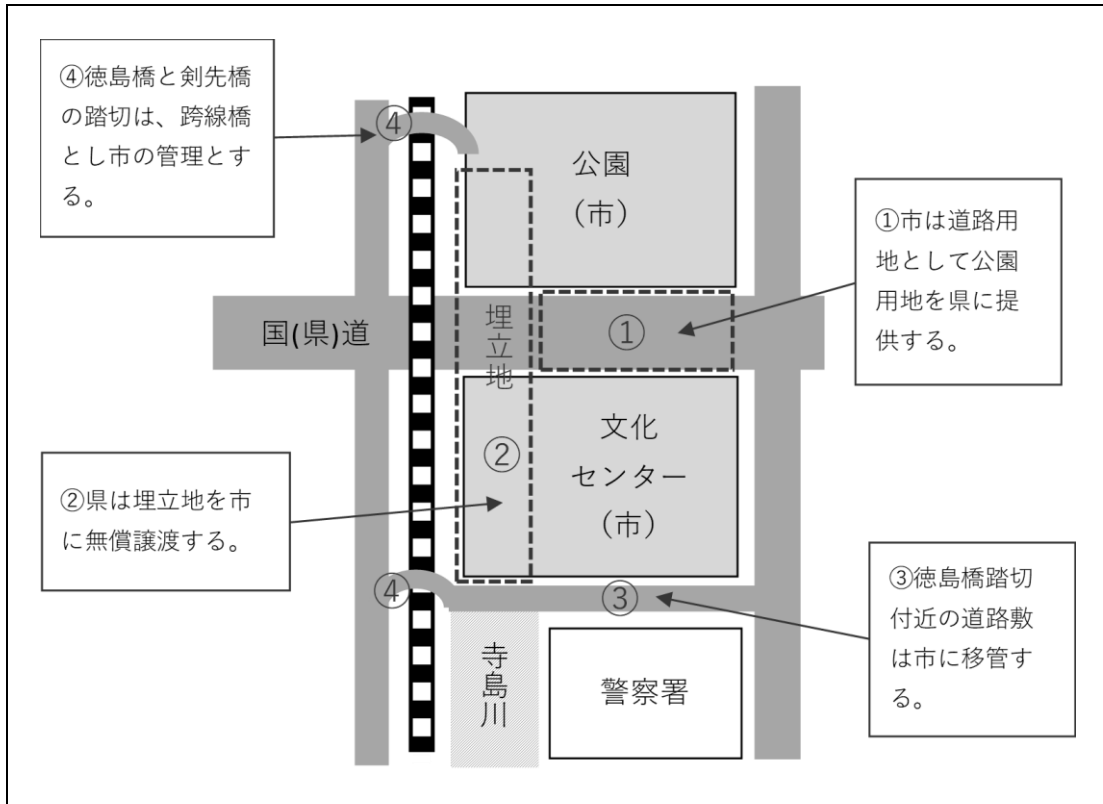 ④徳島橋と剣先橋
の踏切は、跨線橋
とし市の管理とす
る。
④
公園
(市)
①市は道路用
地として公園
用地を県に提
供する。
国(県)道
埋立地
①
文化
センター
(市)
②
②県は埋立地を市
に無償譲渡する。
④
③
③徳島橋踏切
付近の道路敷
は市に移管す
る。
寺島川
警察署